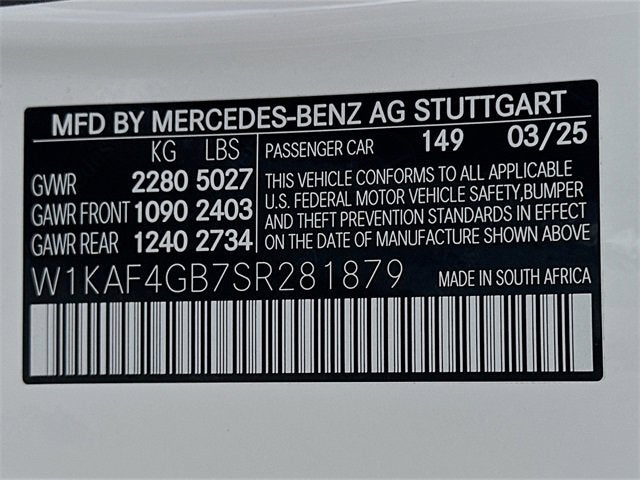 MFD BY MERCEDES-BENZ AG STUTTGART
KG LBS PASSENGER CAR 149 03/25
GVWR 2280 5027
GAWR FRONT 1090 2403
GAWR REAR 1240 2734
THIS VEHICLE CONFORMS TO ALL APPLICABLE
U.S. FEDERAL MOTOR VEHICLE SAFETY,BUMPER
AND THEFT PREVENTION STANDARDS IN EFFECT
ON THE DATE OF MANUFACTURE SHOWN ABOVE
W1KAF4GB7SR281879 MADE IN SOUTH AFRICA